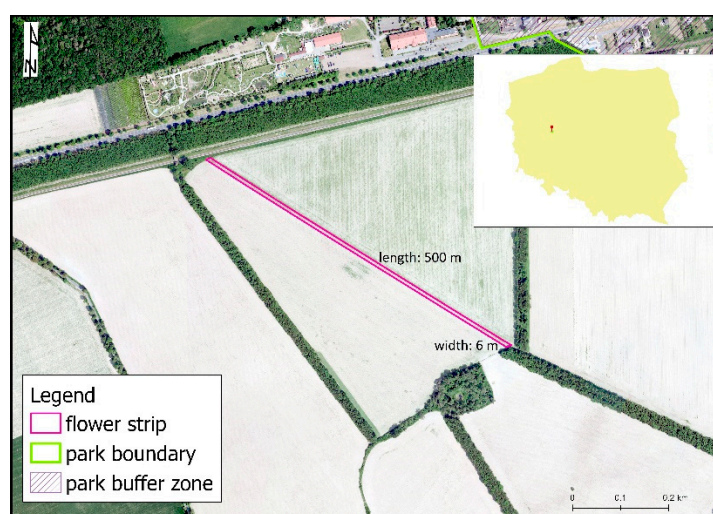 N
length: 500 m
width: 6 m
Legend
flower strip
park boundary
park buffer zone
0 0.1 0.2 km